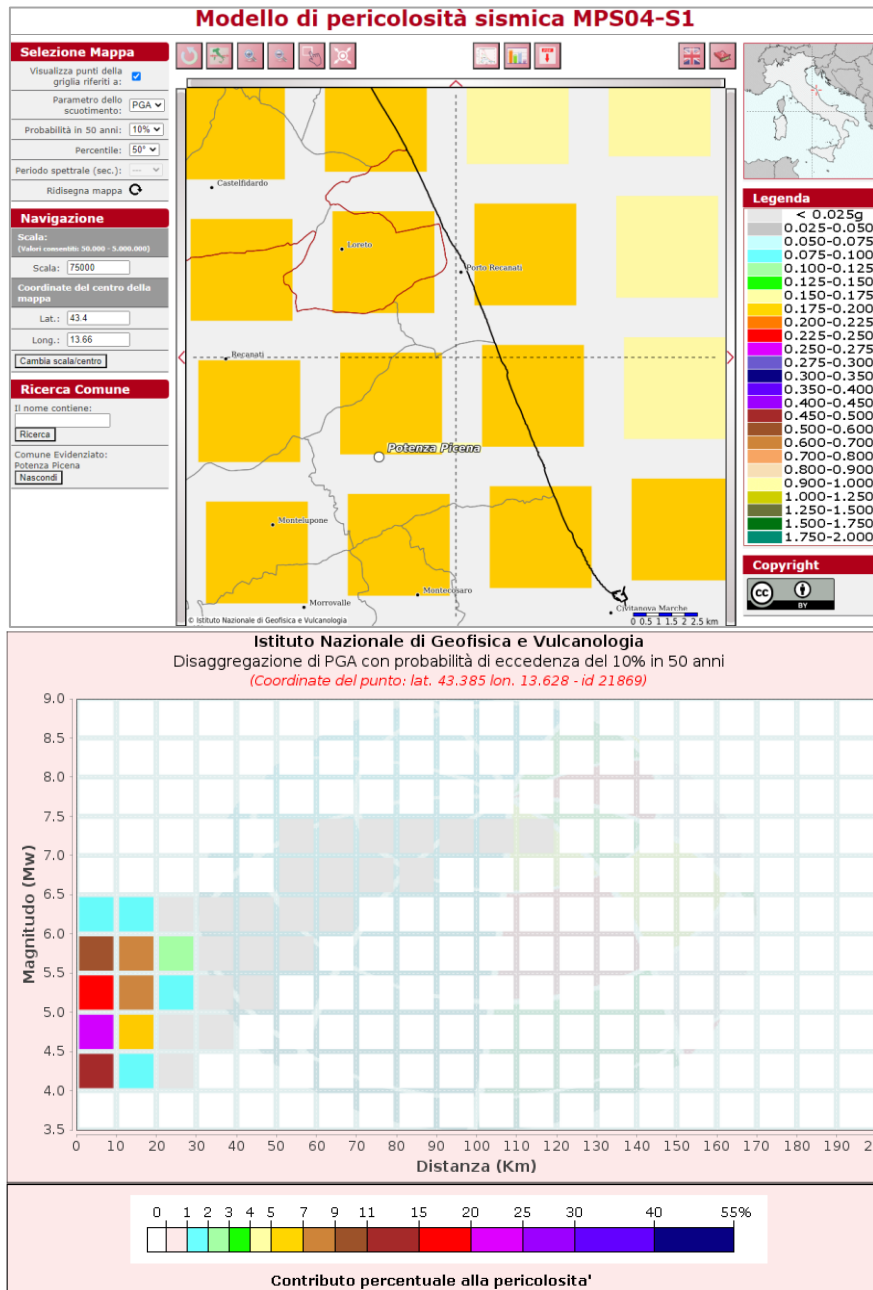 Modello di pericolosità sismica MPS04-S1
Selezione Mappa
Visualizza punti della
griglia riferiti a:
Parametro dello
scuotimento: PGA
Probabilità in 50 anni: 10%
Percentile: 50°
Periodo spettrale (sec.): ---
Ridisegna mappa
Navigazione
Scala:
(Valori consentiti: 50.000 - 5.000.000)
Scala: 75000
Coordinate del centro della
mappa
Lat.: 43.4
Long.: 13.66
Cambia scala/centro
Ricerca Comune
Il nome contiene:
Ricerca
Comune Evidenziato:
Potenza Picena
Nascondi
Castelfidardo
Loreto
Porto Recanati
Recanati
Potenza Picena
Montelupone
Montecosaro
Morrovalle
Civitanova Marche
© Istituto Nazionale di Geofisica e Vulcanologia
0 0.5 1 1.5 2 2.5 km
Legenda
< 0.025g
0.025-0.050
0.050-0.075
0.075-0.100
0.100-0.125
0.125-0.150
0.150-0.175
0.175-0.200
0.200-0.225
0.225-0.250
0.250-0.275
0.275-0.300
0.300-0.350
0.350-0.400
0.400-0.450
0.450-0.500
0.500-0.600
0.600-0.700
0.700-0.800
0.800-0.900
0.900-1.000
1.000-1.250
1.250-1.500
1.500-1.750
1.750-2.000
Copyright
cc
BY
Istituto Nazionale di Geofisica e Vulcanologia
Disaggregazione di PGA con probabilità di eccedenza del 10% in 50 anni
(Coordinate del punto: lat. 43.385 lon. 13.628 - id 21869)
Magnitudo (Mw)
9.0
8.5
8.0
7.5
7.0
6.5
6.0
5.5
5.0
4.5
4.0
3.5
0 10 20 30 40 50 60 70 80 90 100 110 120 130 140 150 160 170 180 190
Distanza (Km)
0 1 2 3 4 5 7 9 11 15 20 25 30 40 55%
Contributo percentuale alla pericolosita'